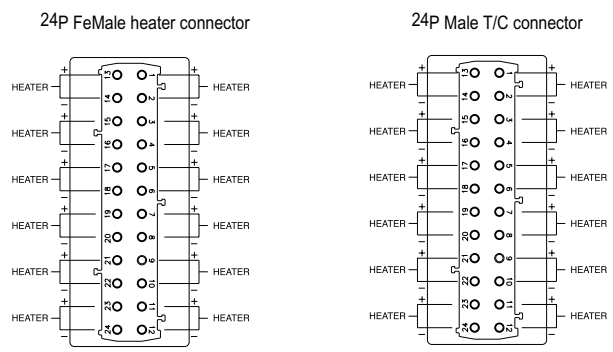 24P FeMale heater connector
24P Male T/C connector
+ 13 1 +
HEATER HEATER
- 14 2 -
+ 15 3 +
HEATER HEATER
- 16 4 -
+ 17 5 +
HEATER HEATER
- 18 6 -
+ 19 7 +
HEATER HEATER
- 20 8 -
+ 21 9 +
HEATER HEATER
- 22 10 -
+ 23 11 +
HEATER HEATER
- 24 12 -
+ 13 1 +
HEATER HEATER
- 14 2 -
+ 15 3 +
HEATER HEATER
- 16 4 -
+ 17 5 +
HEATER HEATER
- 18 6 -
+ 19 7 +
HEATER HEATER
- 20 8 -
+ 21 9 +
HEATER HEATER
- 22 10 -
+ 23 11 +
HEATER HEATER
- 24 12 -